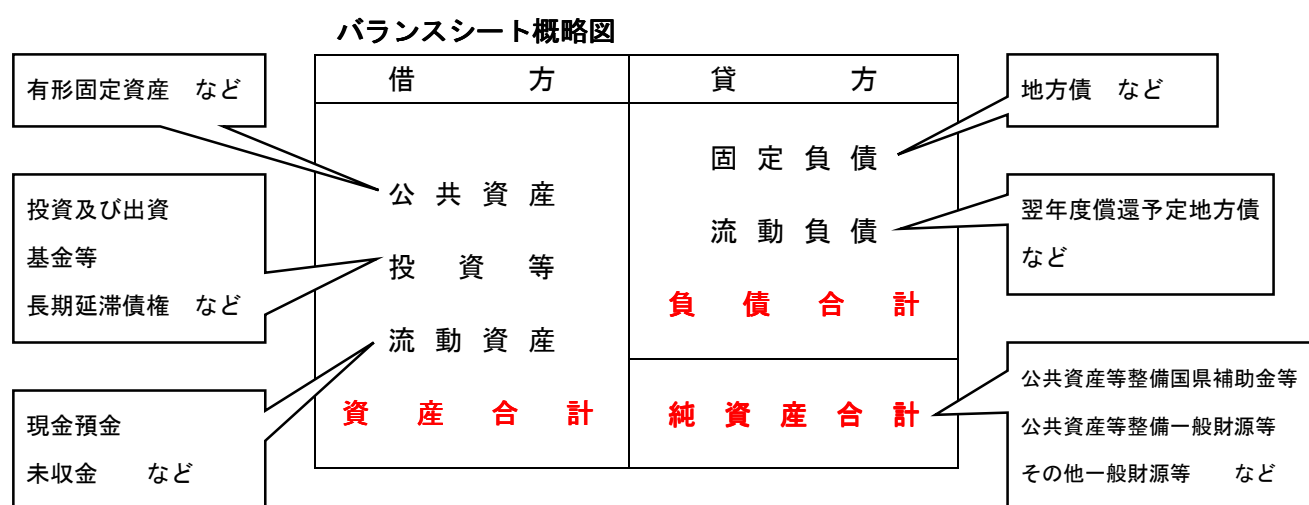 バランスシート概略図
有形固定資産　など
投資及び出資
基金等
長期延滞債権　など
現金預金
未収金　　など
借　　　方
公共資産
投資等
流動資産
資産合計
貸　　　方
固定負債
流動負債
負債合計
純資産合計
地方債　など
翌年度償還予定地方債
など
公共資産等整備国県補助金等
公共資産等整備一般財源等
その他一般財源等　　など